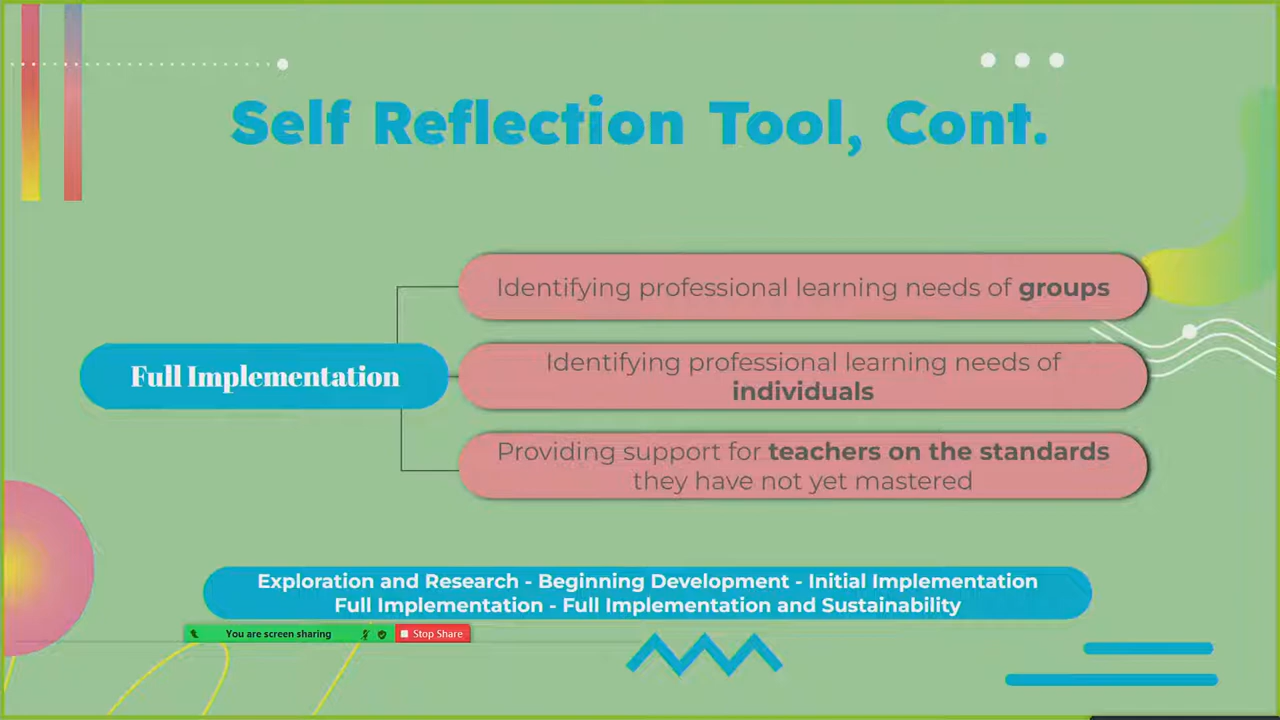 Self Reflection Tool, Cont.
Identifying professional learning needs of groups
Full Implementation
Identifying professional learning needs of
individuals
Providing support for teachers on the standards
they have not yet mastered
Exploration and Research - Beginning Development - Initial Implementation
Full Implementation - Full Implementation and Sustainability
You are screen sharing
Stop Share